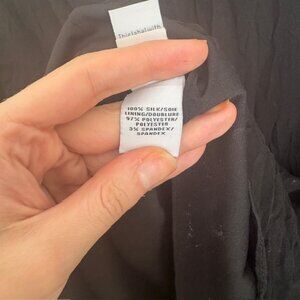 100% SILK/SOIE
LINING/DOUBLURE
97% POLYESTER/
POLYESTER
3% SPANDEX/
SPANDEX